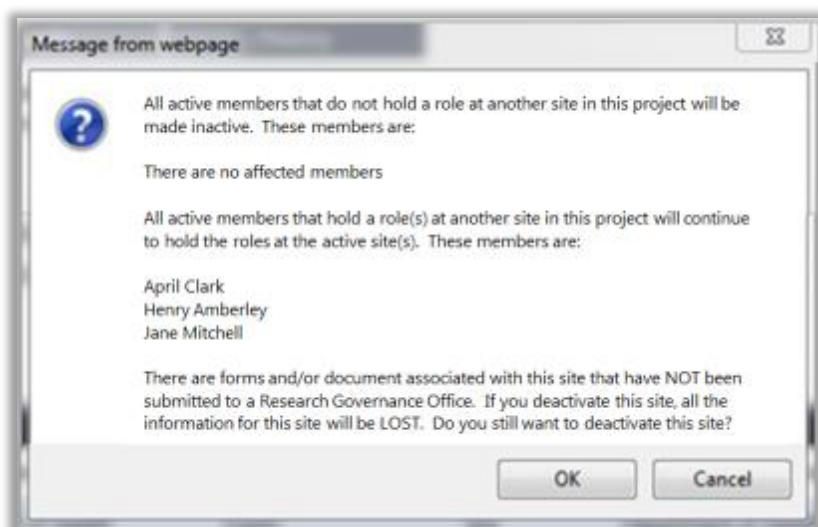 Message from webpage
All active members that do not hold a role at another site in this project will be
made inactive. These members are:
There are no affected members
All active members that hold a role(s) at another site in this project will continue
to hold the roles at the active site(s). These members are:
April Clark
Henry Amberley
Jane Mitchell
There are forms and/or document associated with this site that have NOT been
submitted to a Research Governance Office. If you deactivate this site, all the
information for this site will be LOST. Do you still want to deactivate this site?
OK
Cancel